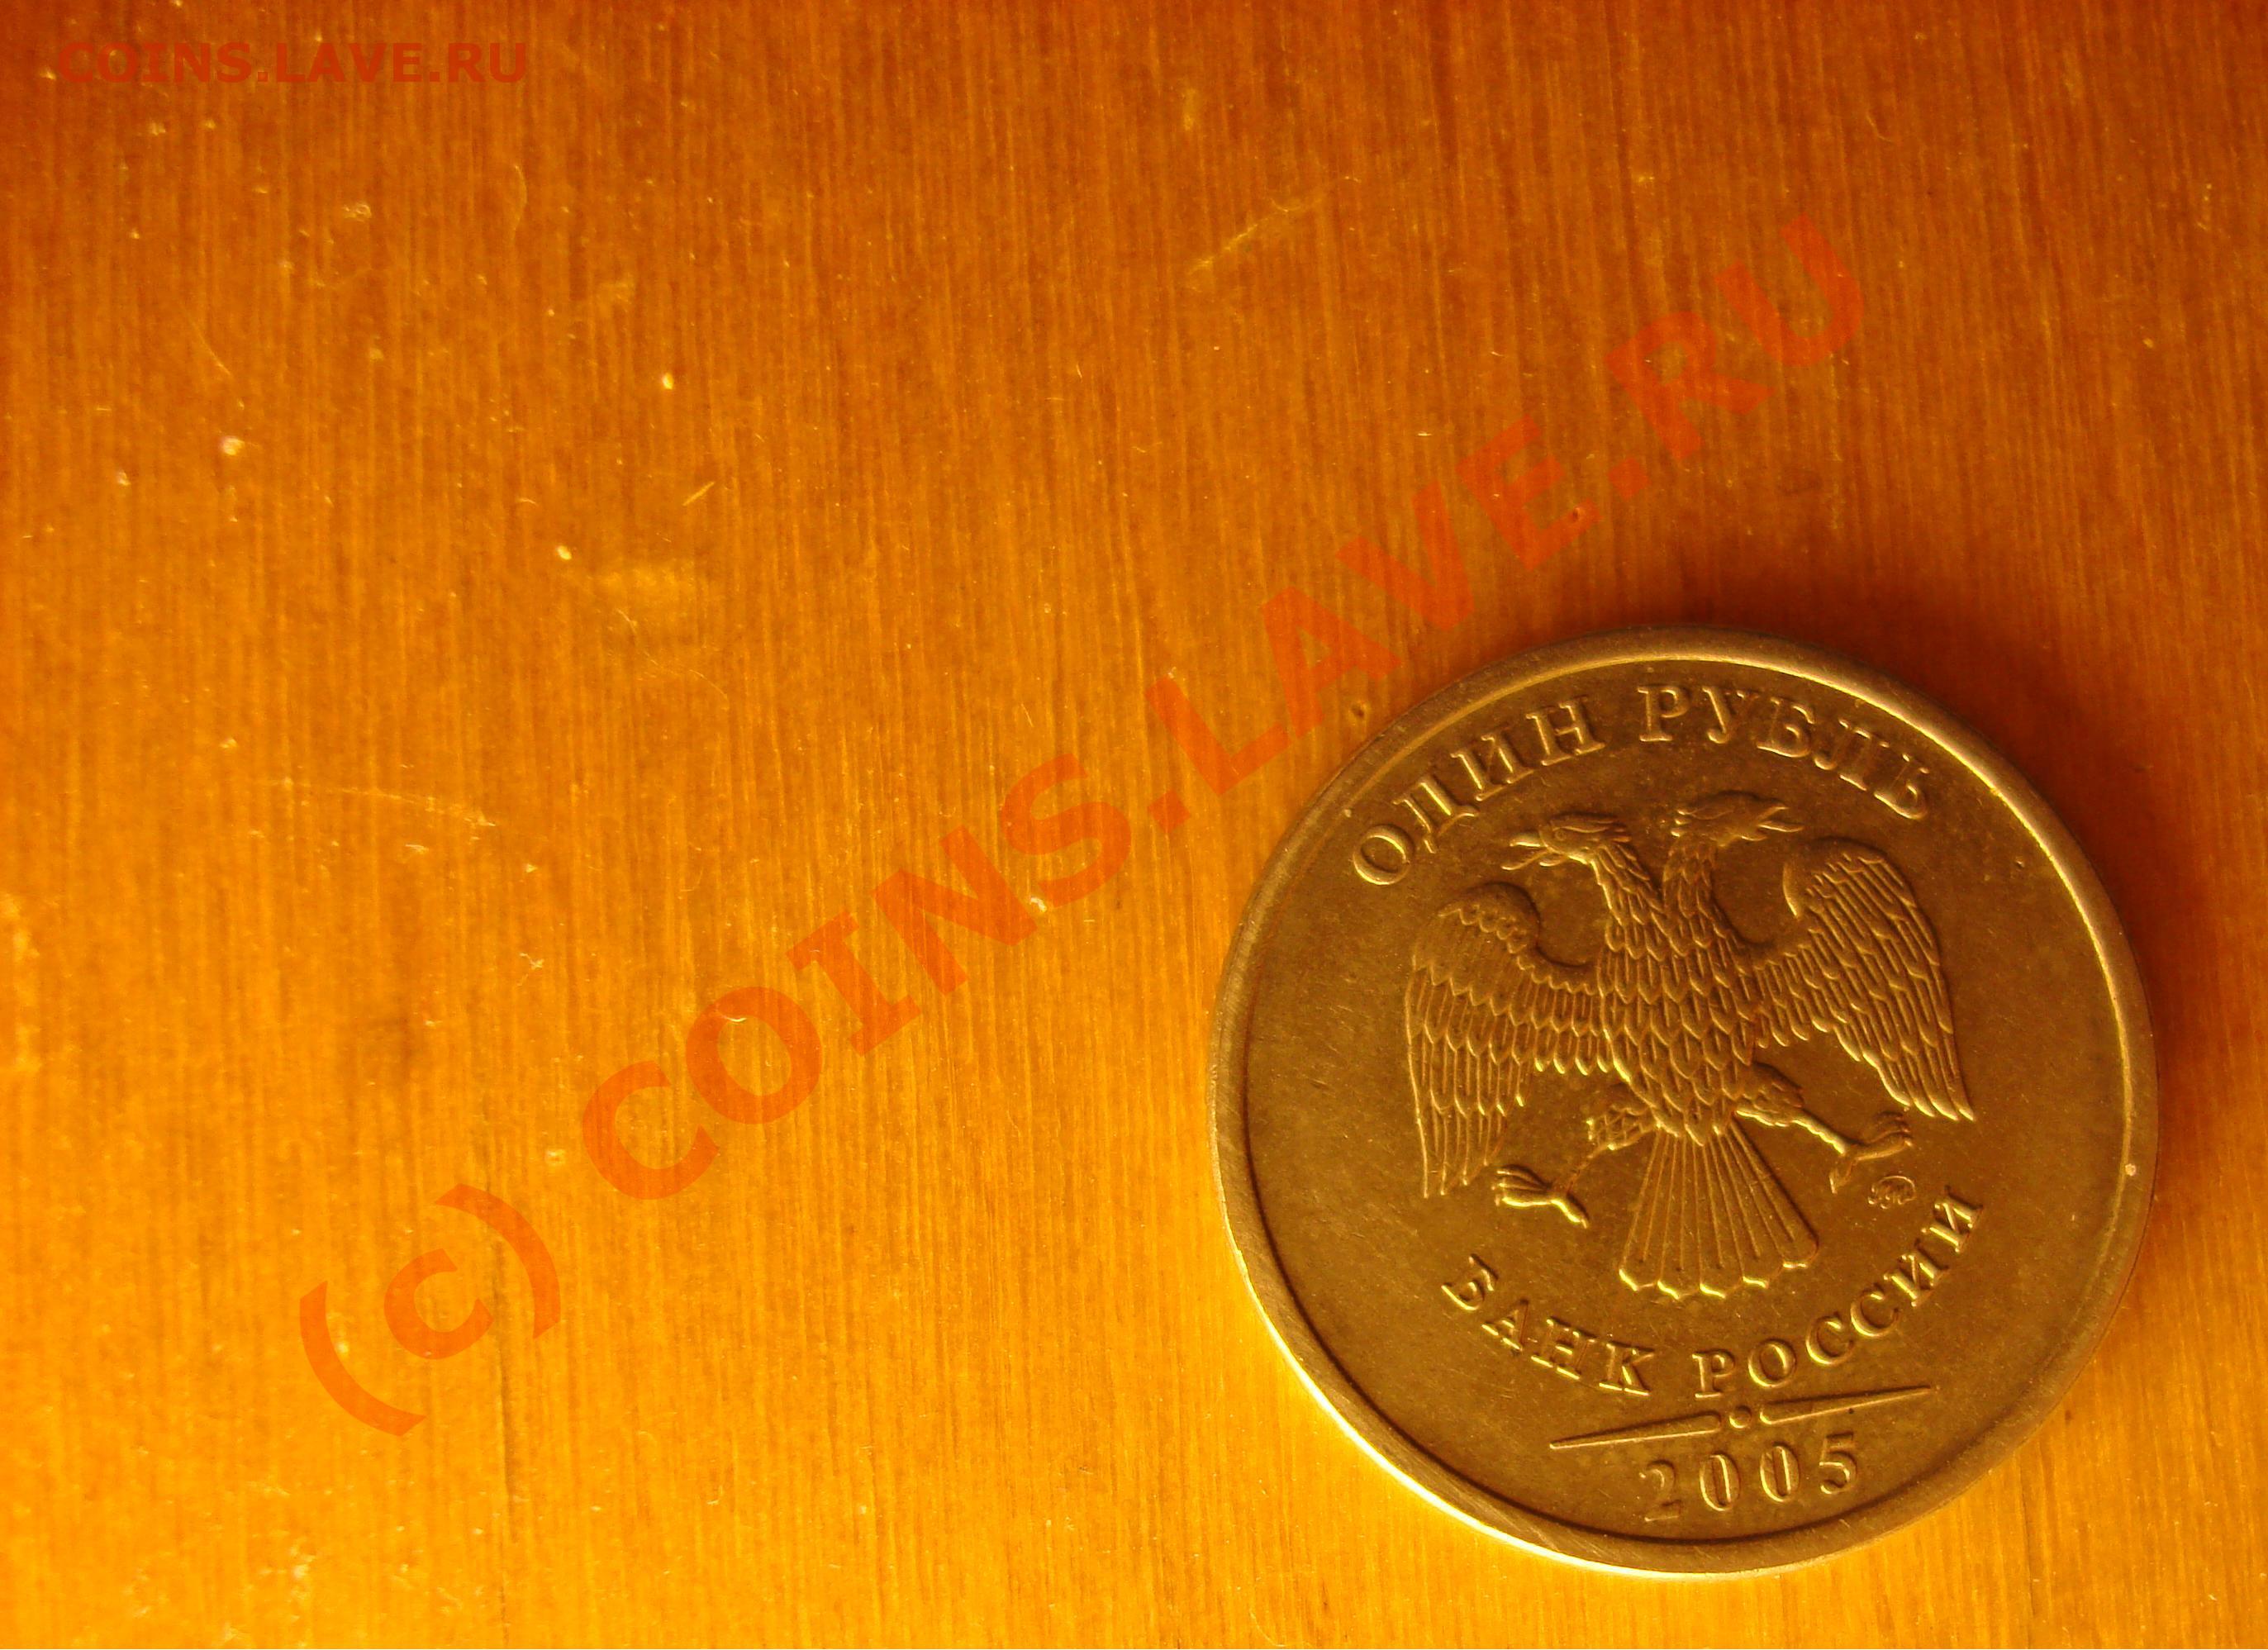 COINS.LAVE.RU
(c) COINS.LAVE.RU
ОДИН РУБЛЬ
БАНК РОССИИ
2005